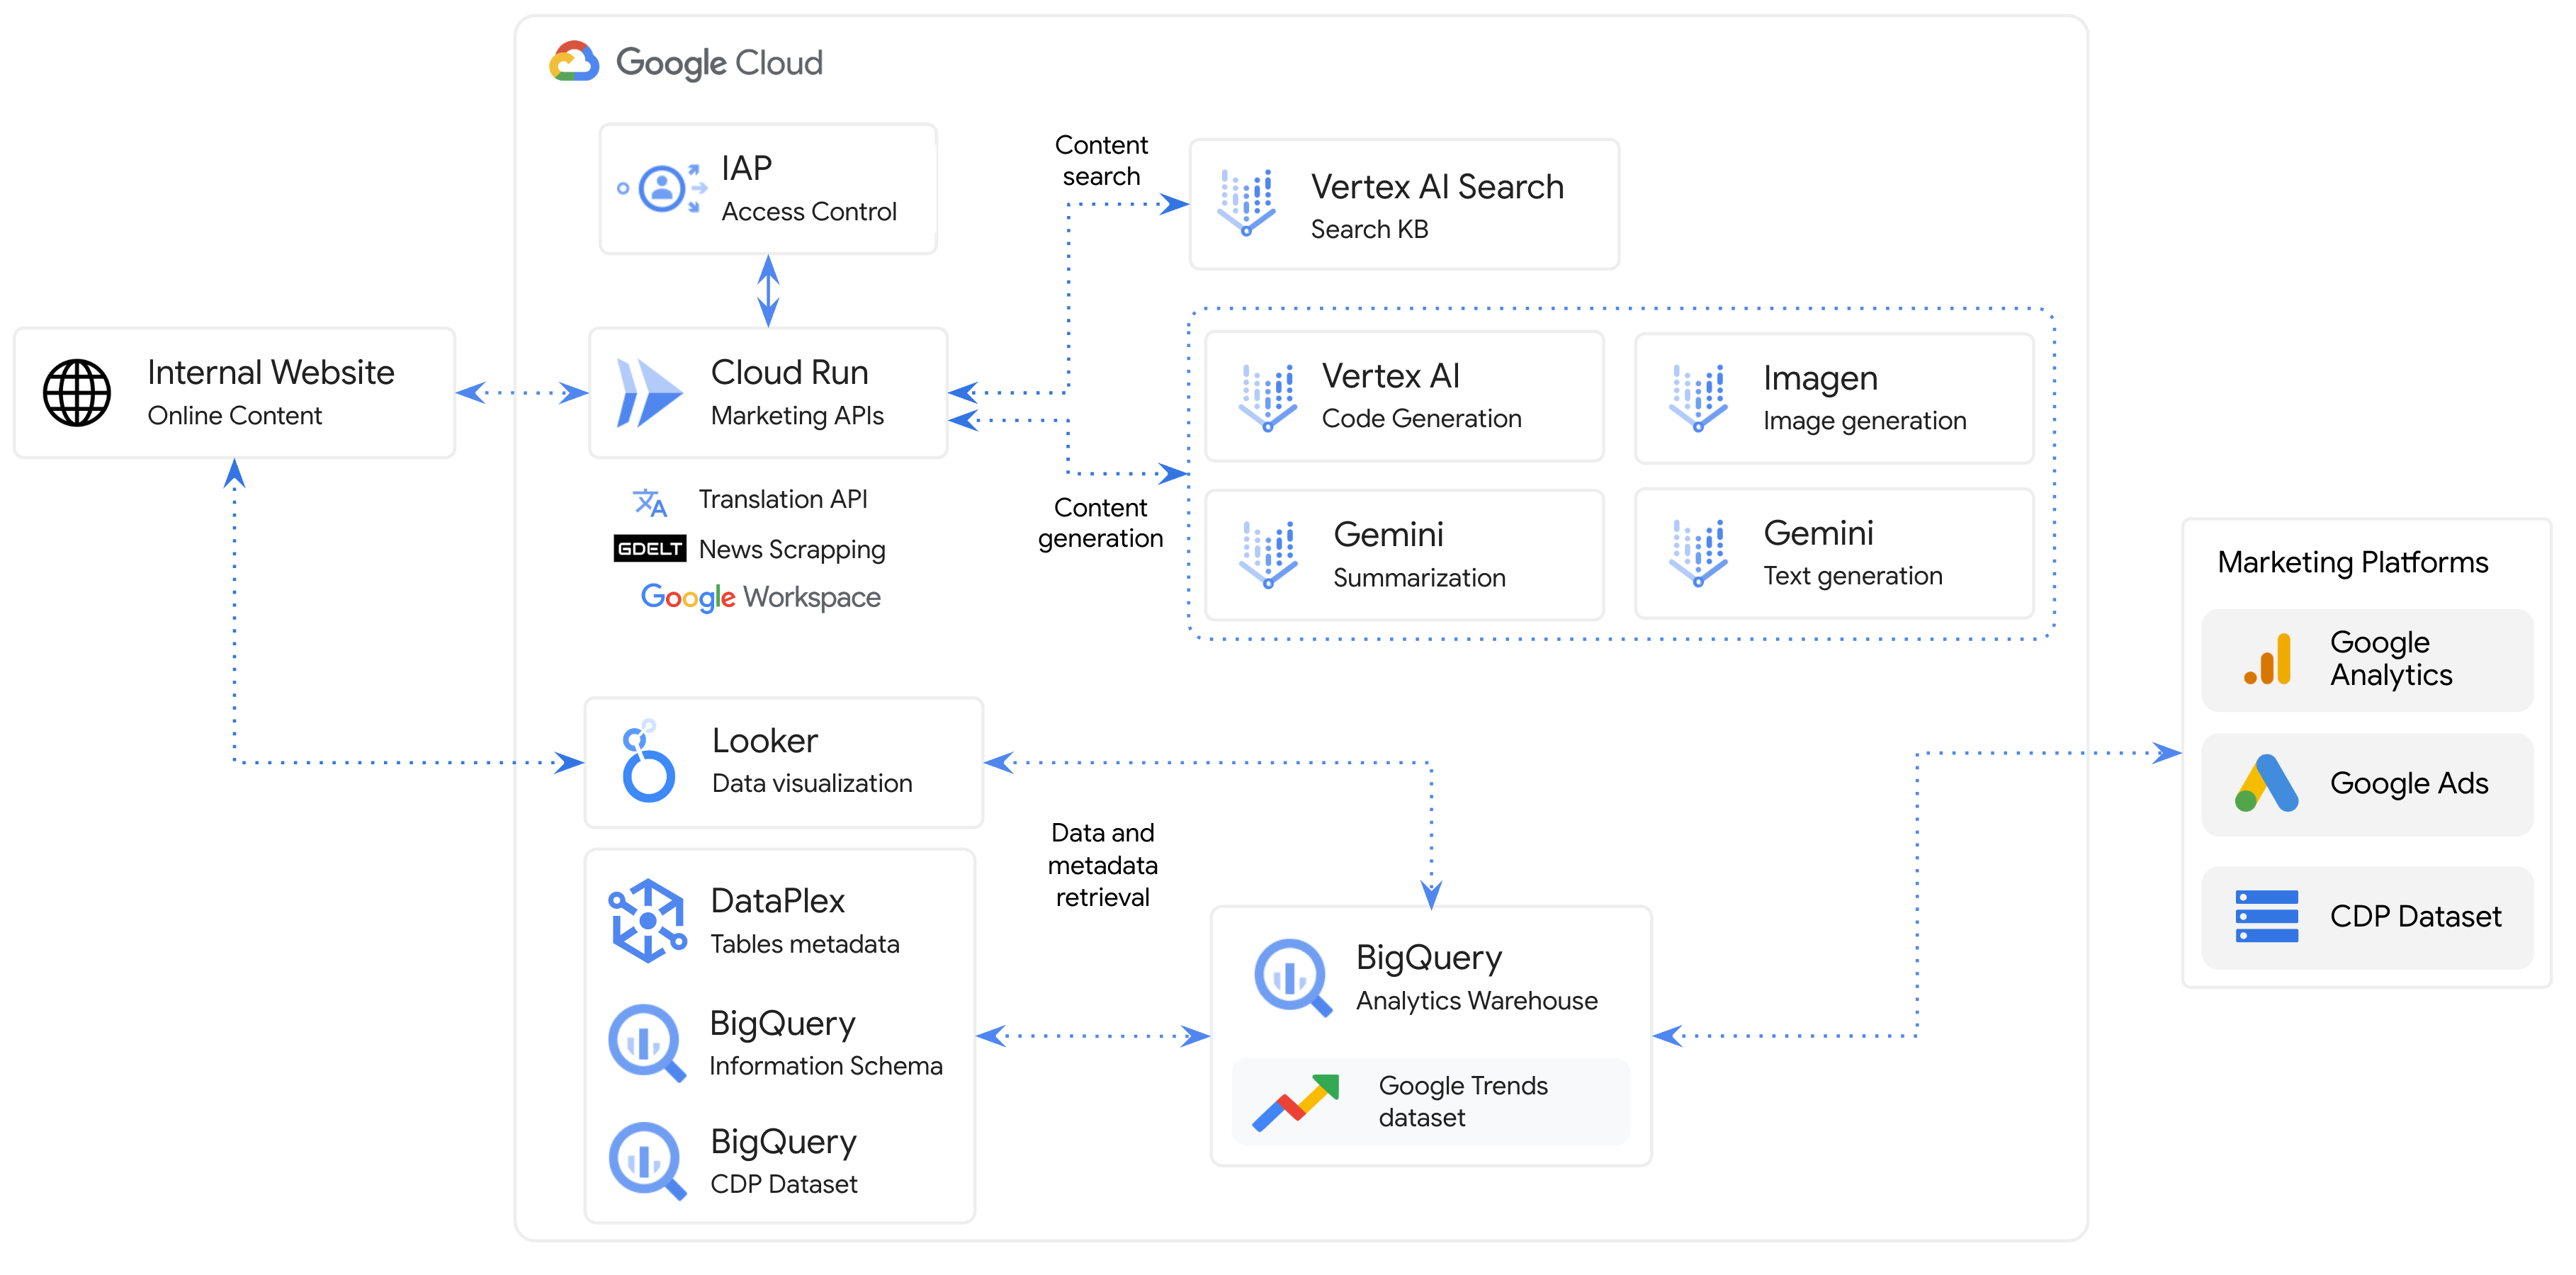 Google Cloud
IAP
Access Control
Content
search
Vertex AI Search
Search KB
Internal Website
Online Content
Cloud Run
Marketing APIs
Translation API
GDELT News Scrapping
Google Workspace
Content
generation
Vertex AI
Code Generation
Imagen
Image generation
Gemini
Summarization
Gemini
Text generation
Marketing Platforms
Google
Analytics
Google Ads
CDP Dataset
Looker
Data visualization
Data and
metadata
retrieval
DataPlex
Tables metadata
BigQuery
Information Schema
BigQuery
CDP Dataset
BigQuery
Analytics Warehouse
Google Trends
dataset